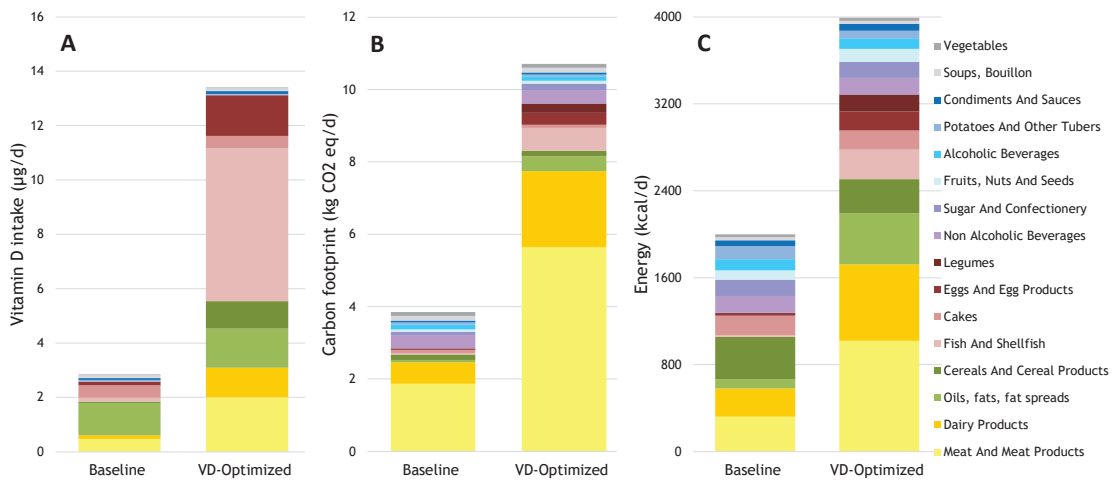 A
Vitamin D intake (µg/d)
16
14
12
10
8
6
4
2
0
Baseline
VD-Optimized
B
Carbon footprint (kg CO2 eq/d)
12
10
8
6
4
2
0
Baseline
VD-Optimized
C
Energy (kcal/d)
4000
3200
2400
1600
800
0
Baseline
VD-Optimized
Vegetables
Soups, Bouillon
Condiments And Sauces
Potatoes And Other Tubers
Alcoholic Beverages
Fruits, Nuts And Seeds
Sugar And Confectionery
Non Alcoholic Beverages
Legumes
Eggs And Egg Products
Cakes
Fish And Shellfish
Cereals And Cereal Products
Oils, fats, fat spreads
Dairy Products
Meat And Meat Products